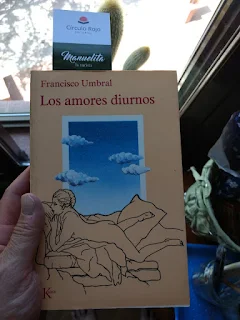 Círculo Rojo
Manuelita
Francisco Umbral
Los amores diurnos
K